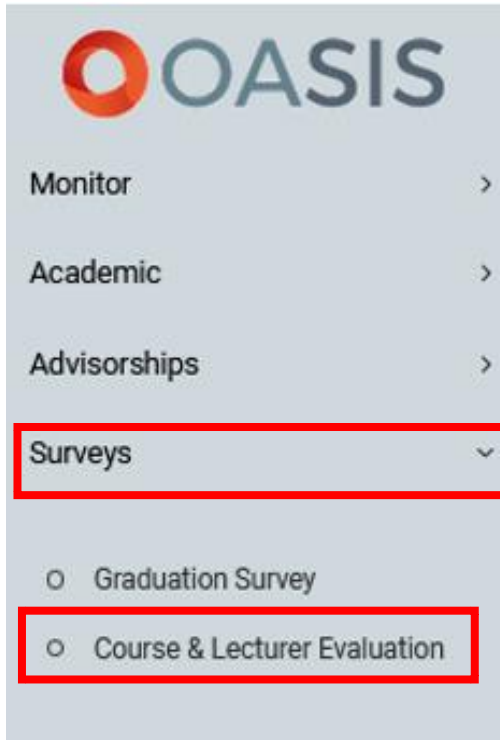 OASIS
Monitor
Academic
Advisorships
Surveys
Graduation Survey
Course & Lecturer Evaluation